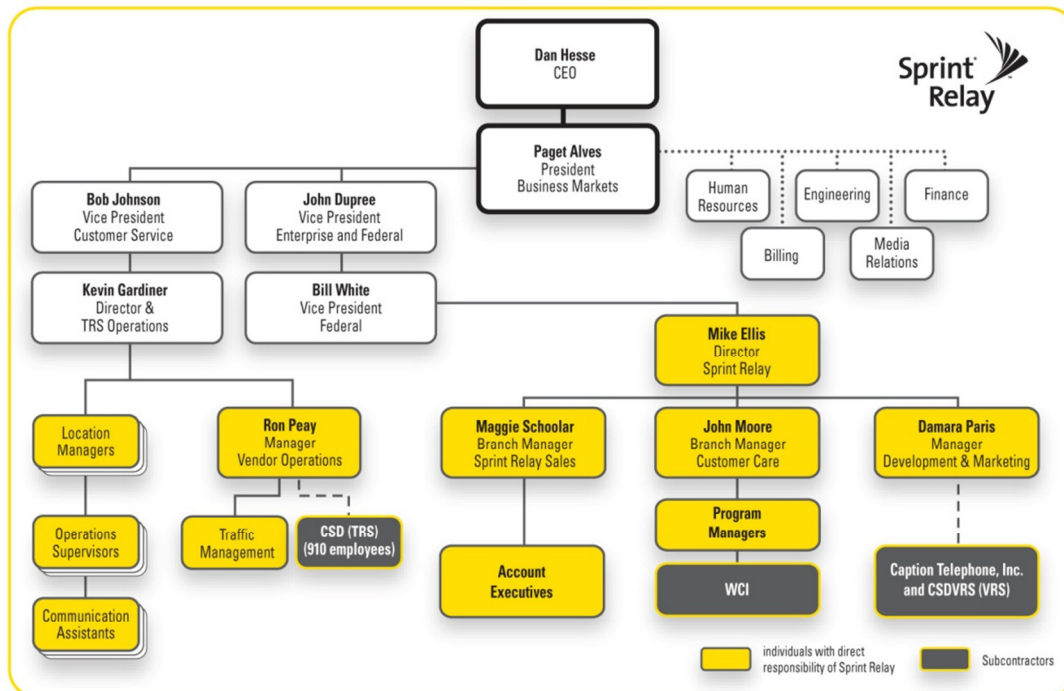 Dan Hesse
CEO
Sprint
Relay
Paget Alves
President
Business Markets
Human
Resources
Engineering
Finance
Billing
Media
Relations
Bob Johnson
Vice President
Customer Service
John Dupree
Vice President
Enterprise and Federal
Kevin Gardiner
Director &
TRS Operations
Bill White
Vice President
Federal
Mike Ellis
Director
Sprint Relay
Location
Managers
Ron Peay
Manager
Vendor Operations
Maggie Schoolar
Branch Manager
Sprint Relay Sales
John Moore
Branch Manager
Customer Care
Damara Paris
Manager
Development & Marketing
Operations
Supervisors
Traffic
Management
CSD (TRS)
(910 employees)
Program
Managers
Account
Executives
WCI
Caption Telephone, Inc.
and CSDVRS (VRS)
Communication
Assistants
individuals with direct
responsibility of Sprint Relay
Subcontractors